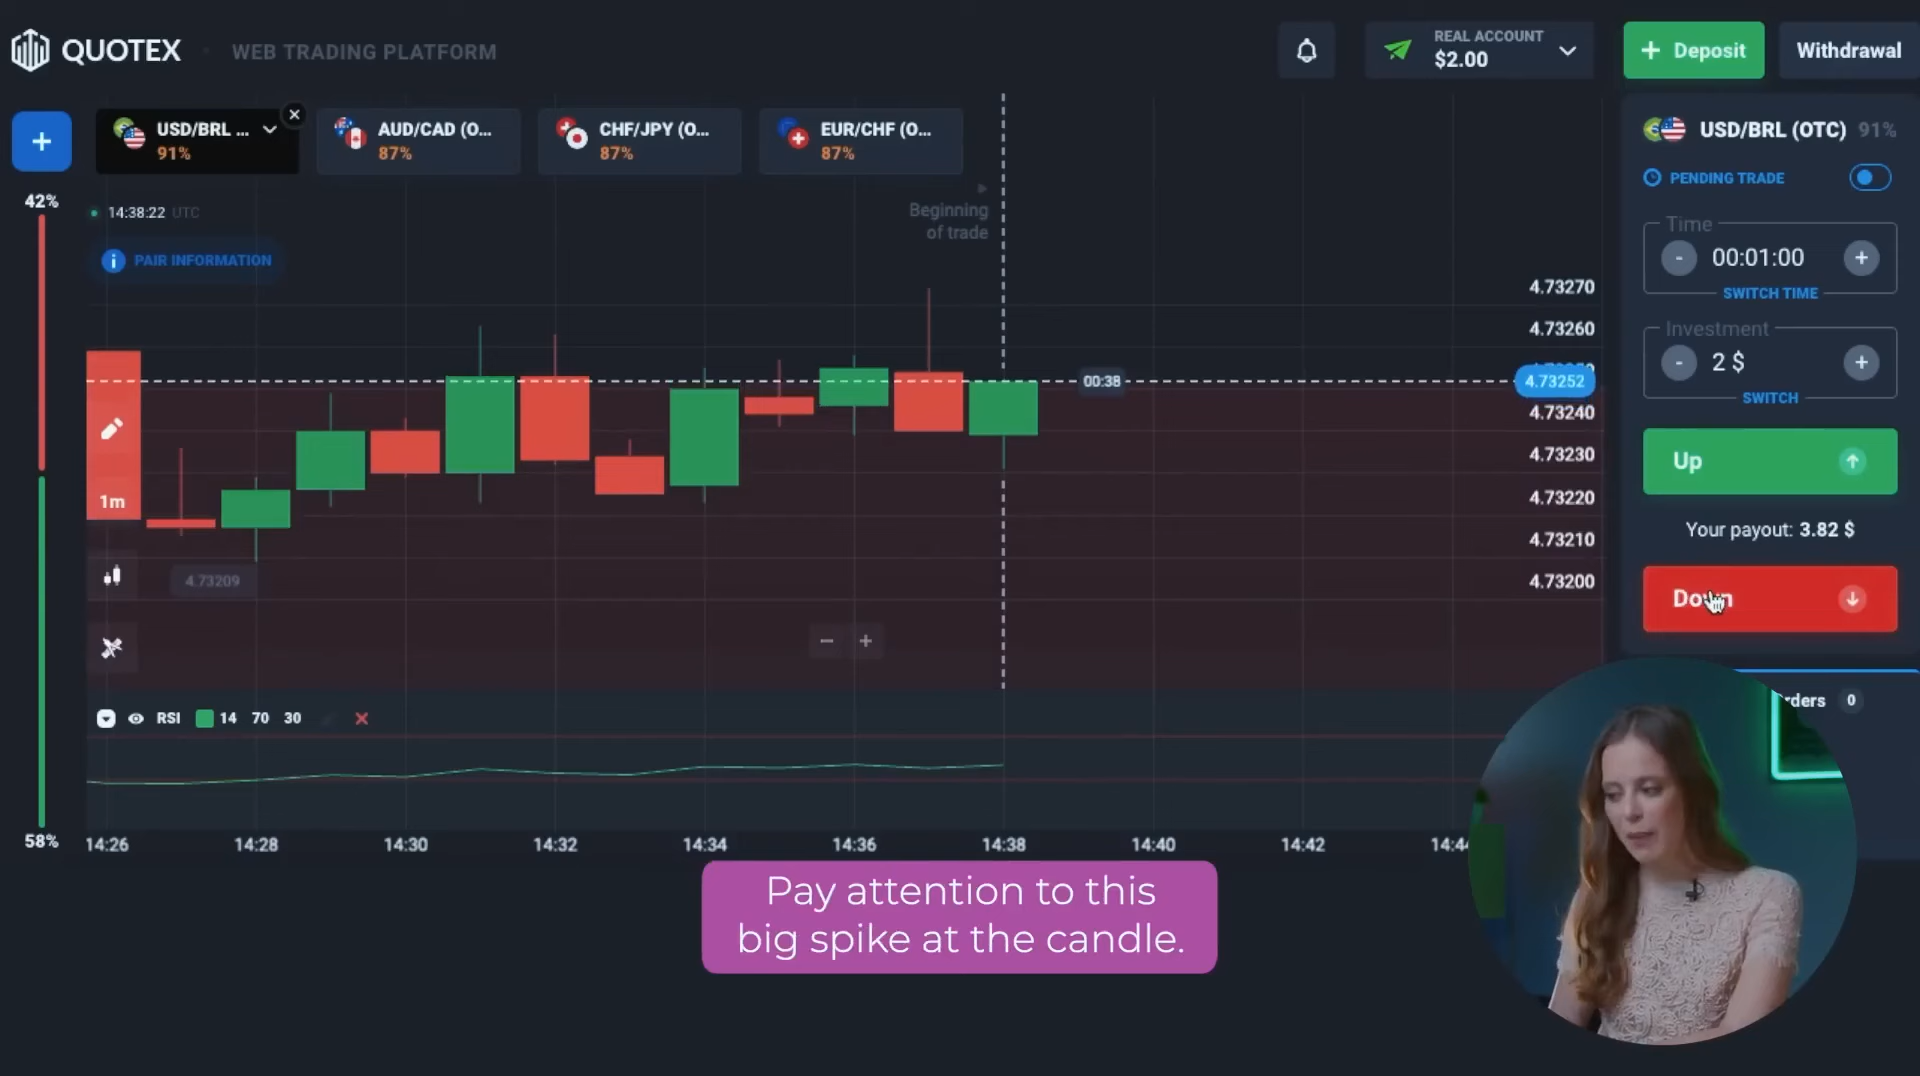 QUOTEX
WEB TRADING PLATFORM
REAL ACCOUNT
$2.00
+ Deposit
Withdrawal
USD/BRL ...
91%
AUD/CAD (O...
87%
CHF/JPY (O...
87%
EUR/CHF (O...
87%
42%
14:38:22 UTC
PAIR INFORMATION
Beginning
of trade
4.73270
4.73260
4.73252
4.73240
4.73230
4.73220
4.73210
4.73200
00:38
1m
4.73209
RSI 14 70 30
58%
14:26 14:28 14:30 14:32 14:34 14:36 14:38 14:40 14:42
USD/BRL (OTC) 91%
PENDING TRADE
Time
- 00:01:00 +
SWITCH TIME
Investment
- 2 $ +
SWITCH
Up
Your payout: 3.82 $
Down
0
Pay attention to this
big spike at the candle.